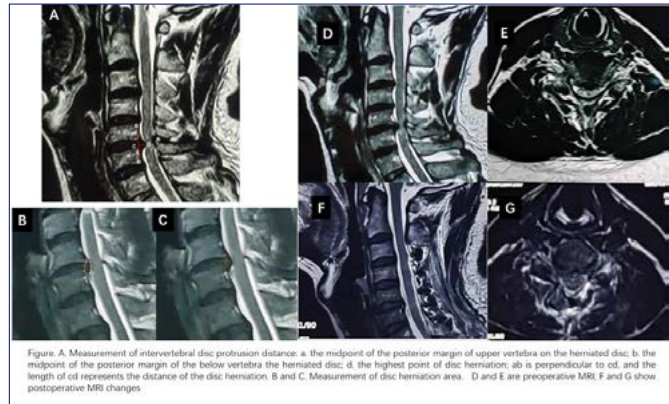 A
D
E
A
B
C
F
G
Figure. A. Measurement of intervertebral disc protrusion distance: a. the midpoint of the posterior margin of upper vertebra on the herniated disc; b. the
midpoint of the posterior margin of the below vertebra the herniated disc; d. the highest point of disc herniation; ab is perpendicular to cd, and
the length of cd represents the distance of the disc herniation. B and C. Measurement of disc herniation area. D and E are preoperative MRI; F and G show
postoperative MRI changes